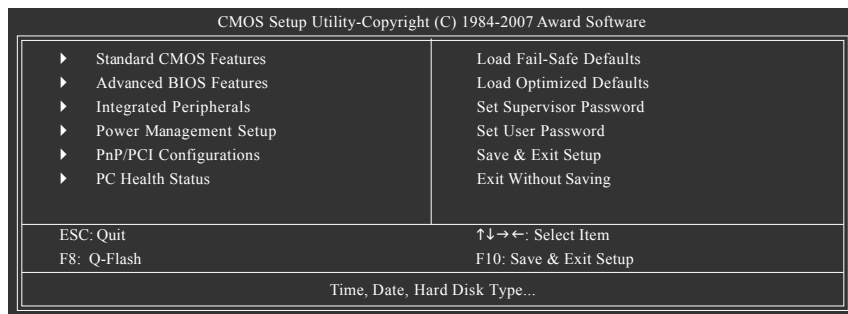 CMOS Setup Utility-Copyright (C) 1984-2007 Award Software
Standard CMOS Features
Advanced BIOS Features
Integrated Peripherals
Power Management Setup
PnP/PCI Configurations
PC Health Status
Load Fail-Safe Defaults
Load Optimized Defaults
Set Supervisor Password
Set User Password
Save & Exit Setup
Exit Without Saving
ESC: Quit
F8: Q-Flash
↑↓→←: Select Item
F10: Save & Exit Setup
Time, Date, Hard Disk Type...